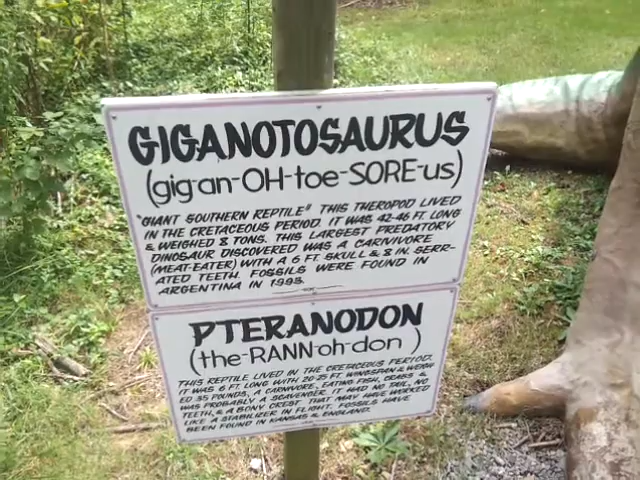 GIGANOTOSAURUS
(gig-an-OH-toe-SORE-us)
"GIANT SOUTHERN REPTILE" THIS THEROPOD LIVED
IN THE CRETACEOUS PERIOD. IT WAS 42-46 FT. LONG
& WEIGHED 8 TONS. THIS LARGEST PREDATORY
DINOSAUR DISCOVERED WAS A CARIVIVORE
(MEAT-EATER) WITH A 6 FT. SKULL & 8 IN. SERR-
ATED TEETH. FOSSILS WERE FOUND IN
ARGENTINA IN 1993.
PTERANODON
(the-RANN-oh-don)
THIS REPTILE LIVED IN THE CRETACEOUS PERIOD.
IT WAS 6 FT. LONG WITH 20-25 FT. WINGSPAN & WEIGH
ED 35 POUNDS, A CARNIVORE, EATING FISH, CRABS &
WAS PROBABLY A SCAVENGER. IT HAD NO TAIL, NO
TEETH, & A BONY CREST THAT MAY HAVE WORKED
LIKE A STABILIZER IN FLIGHT. FOSSILS HAVE
BEEN FOUND IN KANSAS & ENGLAND.